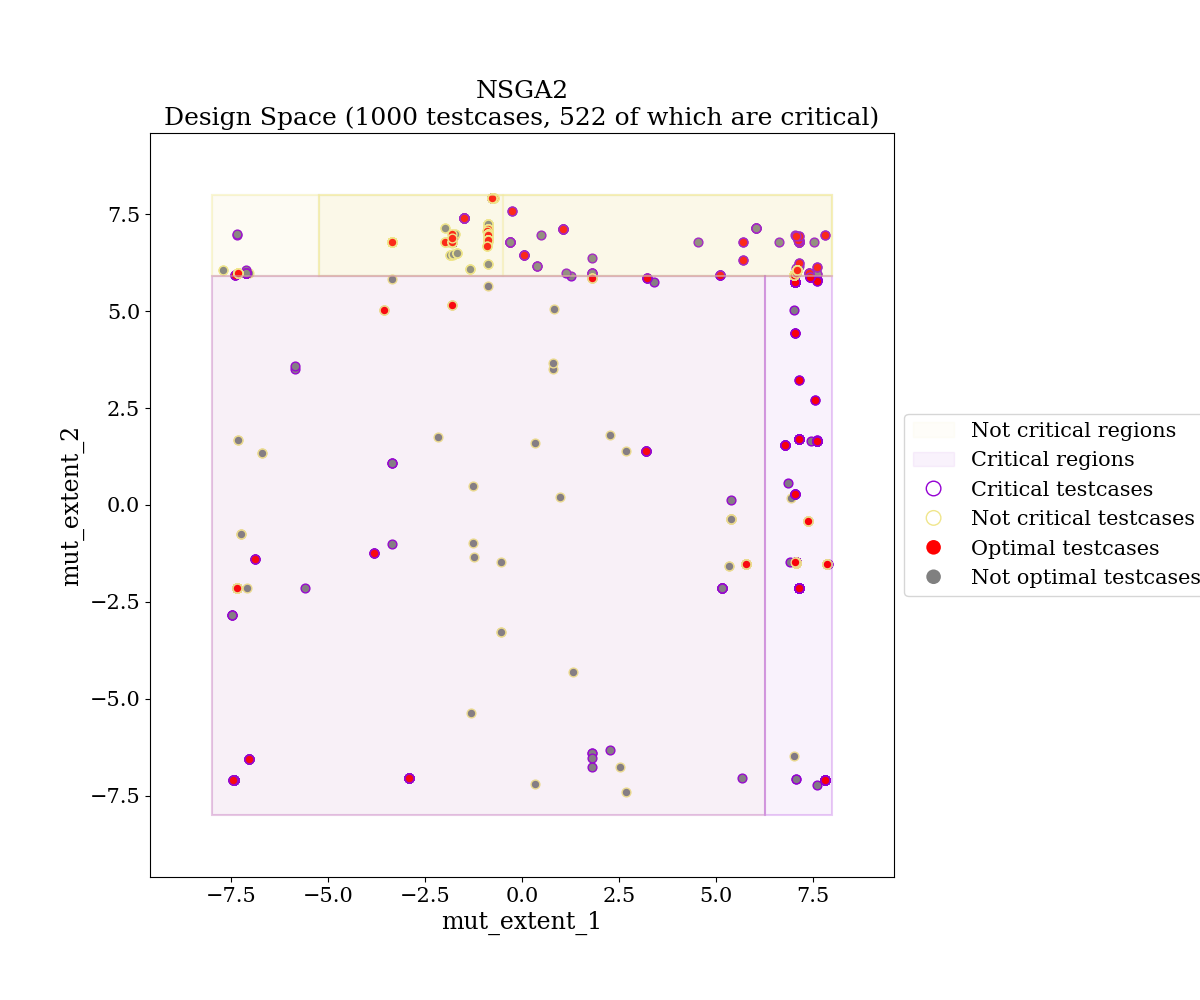 NSGA2
Design Space (1000 testcases, 522 of which are critical)
7.5
5.0
2.5
0.0
−2.5
−5.0
−7.5
mut_extent_2
−7.5
−5.0
−2.5
0.0
2.5
5.0
7.5
mut_extent_1
Not critical regions
Critical regions
Critical testcases
Not critical testcases
Optimal testcases
Not optimal testcases